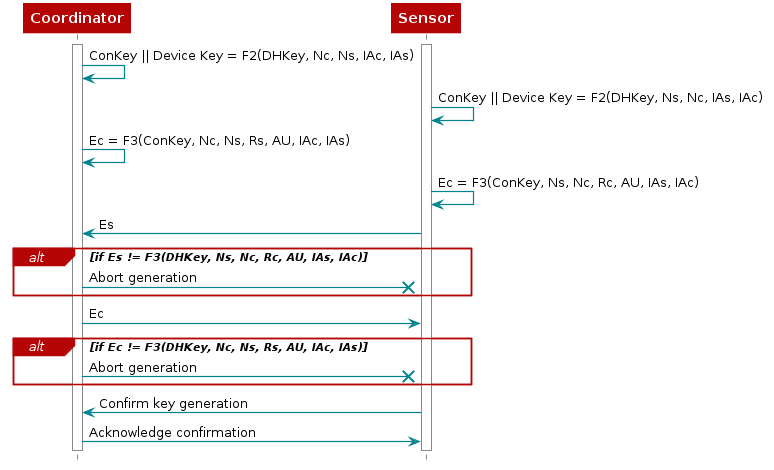 Coordinator
Sensor
ConKey || Device Key = F2(DHKey, Nc, Ns, IAc, IAs)
ConKey || Device Key = F2(DHKey, Ns, Nc, IAs, IAc)
Ec = F3(ConKey, Nc, Ns, Rs, AU, IAc, IAs)
Ec = F3(ConKey, Ns, Nc, Rc, AU, IAs, IAc)
Es
alt
[if Es != F3(DHKey, Ns, Nc, Rc, AU, IAs, IAc)]
Abort generation
Ec
alt
[if Ec != F3(DHKey, Nc, Ns, Rs, AU, IAc, IAs)]
Abort generation
Confirm key generation
Acknowledge confirmation